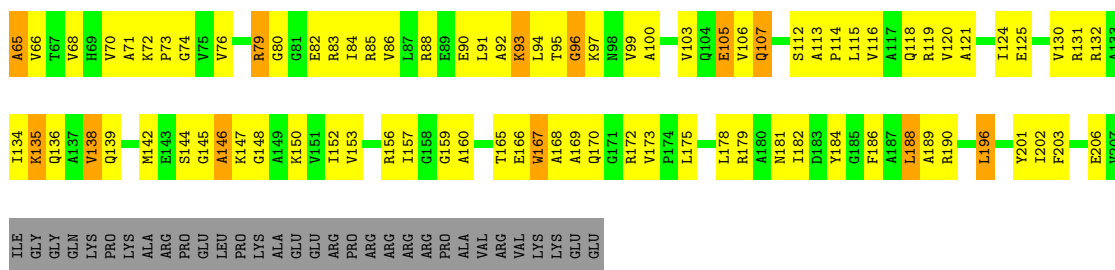 A65 V66 T67 V68 H69 V70 A71 K72 P73 G74 V75 V76 R79 G80 G81 E82 R83 I84 R85 V86 L87 R88 E89 E90 L91 A92 K93 L94 T95 G96 K97 N98 V99 A100 V103 Q104 E105 V106 Q107 S112 A113 P114 L115 V116 A117 Q118 R119 V120 A121 I124 E125 V130 R131 R132
I134 K135 Q136 A137 V138 Q139 M142 E143 S144 G145 A146 K147 G148 A149 K150 V151 I152 V153 R156 I157 G158 G159 A160 T165 E166 W167 A168 A169 Q170 G171 R172 V173 P174 L175 L178 R179 A180 N181 I182 D183 Y184 G185 F186 A187 L188 A189 R190 L196 Y201 I202 F203 E206
ILE GLY GLY GLN LYS PRO LYS ALA ARG PRO GLU LEU PRO LYS ALA GLU GLU ARG PRO ARG ARG ARG ARG PRO ALA VAL ARG VAL LYS LYS GLU GLU